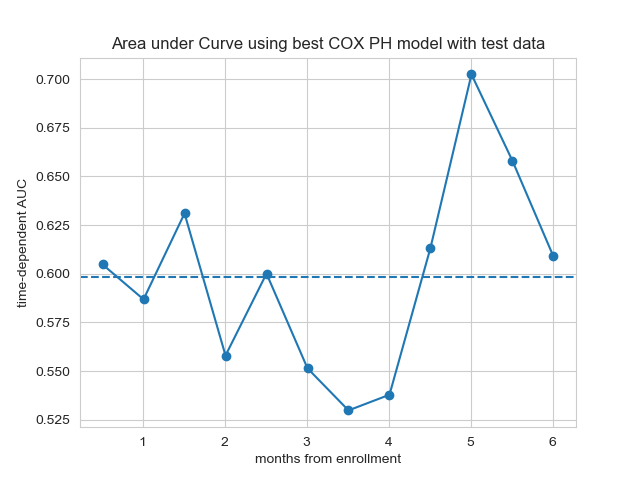 Area under Curve using best COX PH model with test data
time-dependent AUC
0.700
0.675
0.650
0.625
0.600
0.575
0.550
0.525
1 2 3 4 5 6
months from enrollment